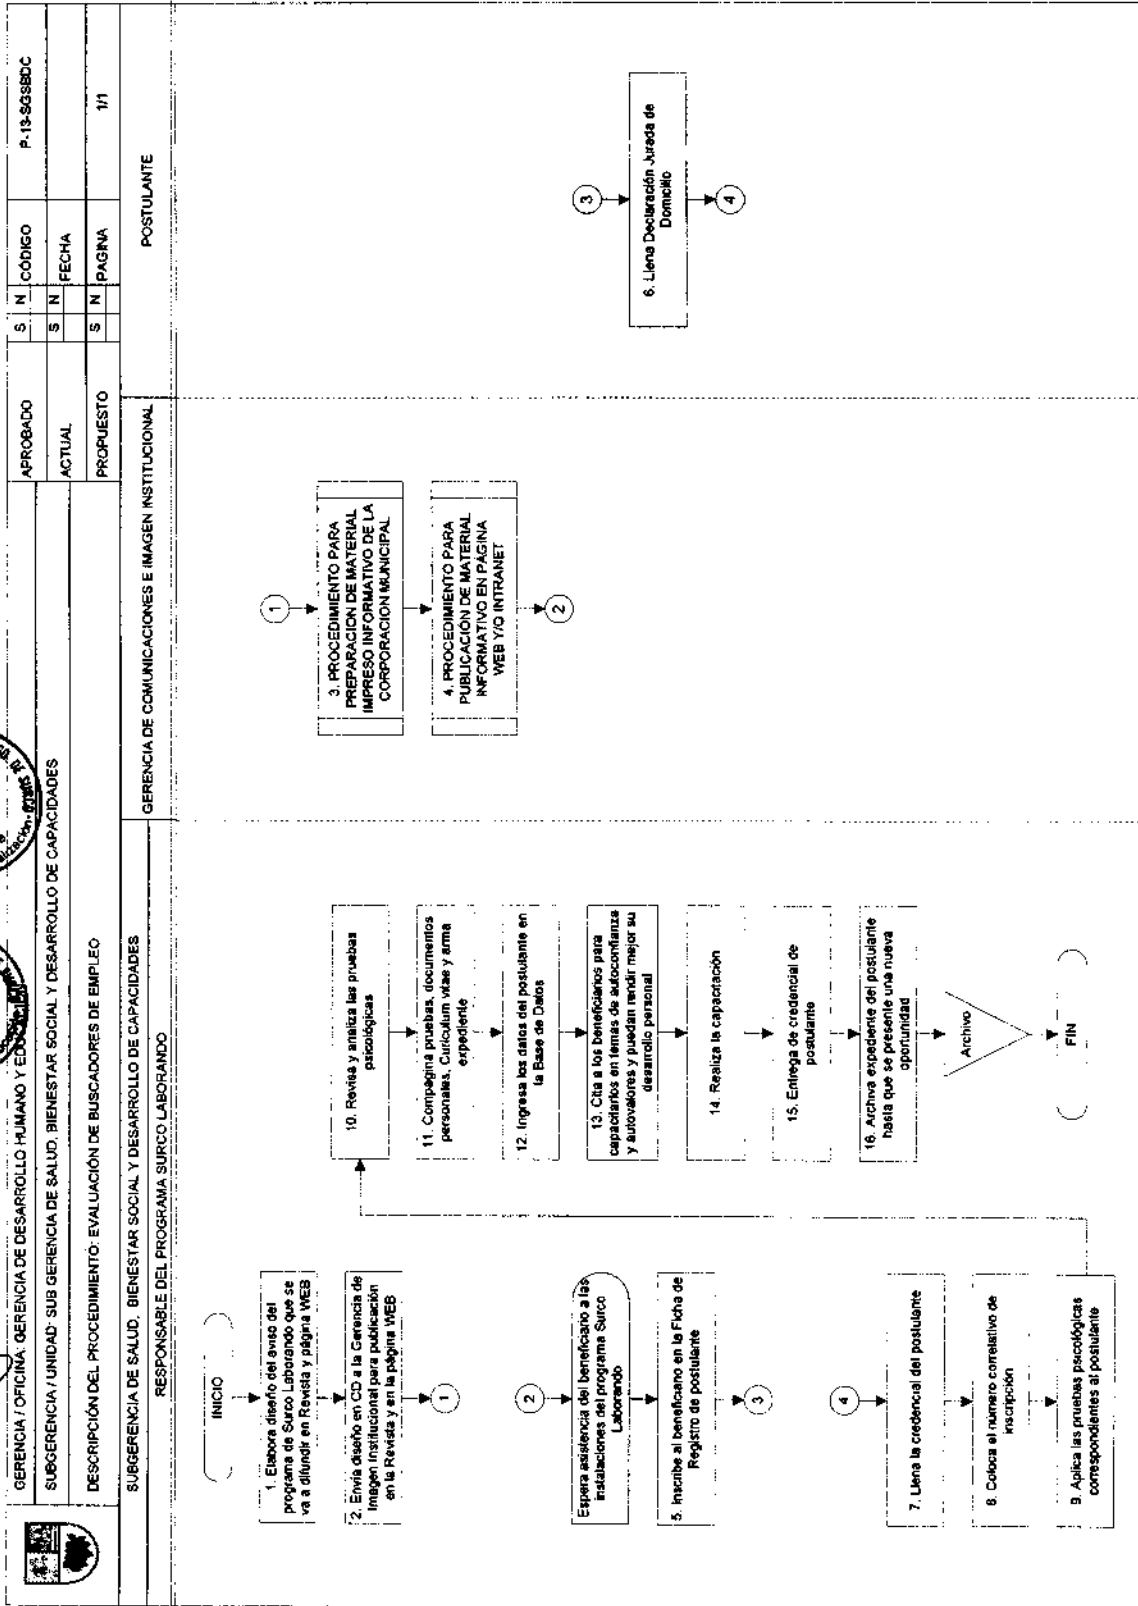 GERENCIA / OFICINA: GERENCIA DE DESARROLLO HUMANO Y EDUCACIÓN
APROBADO
S N
CÓDIGO
P-13-SGSBDC
SUBGERENCIA / UNIDAD: SUB GERENCIA DE SALUD, BIENESTAR SOCIAL Y DESARROLLO DE CAPACIDADES
ACTUAL
S N
FECHA
DESCRIPCIÓN DEL PROCEDIMIENTO: EVALUACIÓN DE BUSCADORES DE EMPLEO
PROPUESTO
S N
PAGINA
1/1
SUBGERENCIA DE SALUD, BIENESTAR SOCIAL Y DESARROLLO DE CAPACIDADES
RESPONSABLE DEL PROGRAMA SURCO LABORANDO
GERENCIA DE COMUNICACIONES E IMAGEN INSTITUCIONAL
POSTULANTE
INICIO
1. Elabora diseño del aviso del
programa de Surco Laborando que se
va a difundir en Revista y página WEB
2. Envía diseño en CD a la Gerencia de
Imagen Institucional para publicación
en la Revista y en la página WEB
1
2
Espera asistencia del beneficiario a las
instalaciones del programa Surco
Laborando
5. Inscribe al beneficiario en la Ficha de
Registro de postulante
3
4
7. Llena la credencial del postulante
8. Coloca el número correlativo de
inscripción
9. Aplica las pruebas psicológicas
correspondientes al postulante
10. Revisa y analiza las pruebas
psicológicas
11. Compagina pruebas, documentos
personales, Curiculum vitae y arma
expediente
12. Ingresa los datos del postulante en
la Base de Datos
13. Cita a los beneficiarios para
capacitarlos en temas de autoconfianza
y autovalores y puedan rendir mejor su
desarrollo personal
14. Realiza la capacitación
15. Entrega de credencial de
postulante
16. Archiva expediente del postulante
hasta que se presente una nueva
oportunidad
Archivo
FIN
1
3. PROCEDIMIENTO PARA
PREPARACION DE MATERIAL
IMPRESO INFORMATIVO DE LA
CORPORACION MUNICIPAL
4. PROCEDIMIENTO PARA
PUBLICACIÓN DE MATERIAL
INFORMATIVO EN PÁGINA
WEB Y/O INTRANET
2
3
6. Llena Declaración Jurada de
Domicilio
4